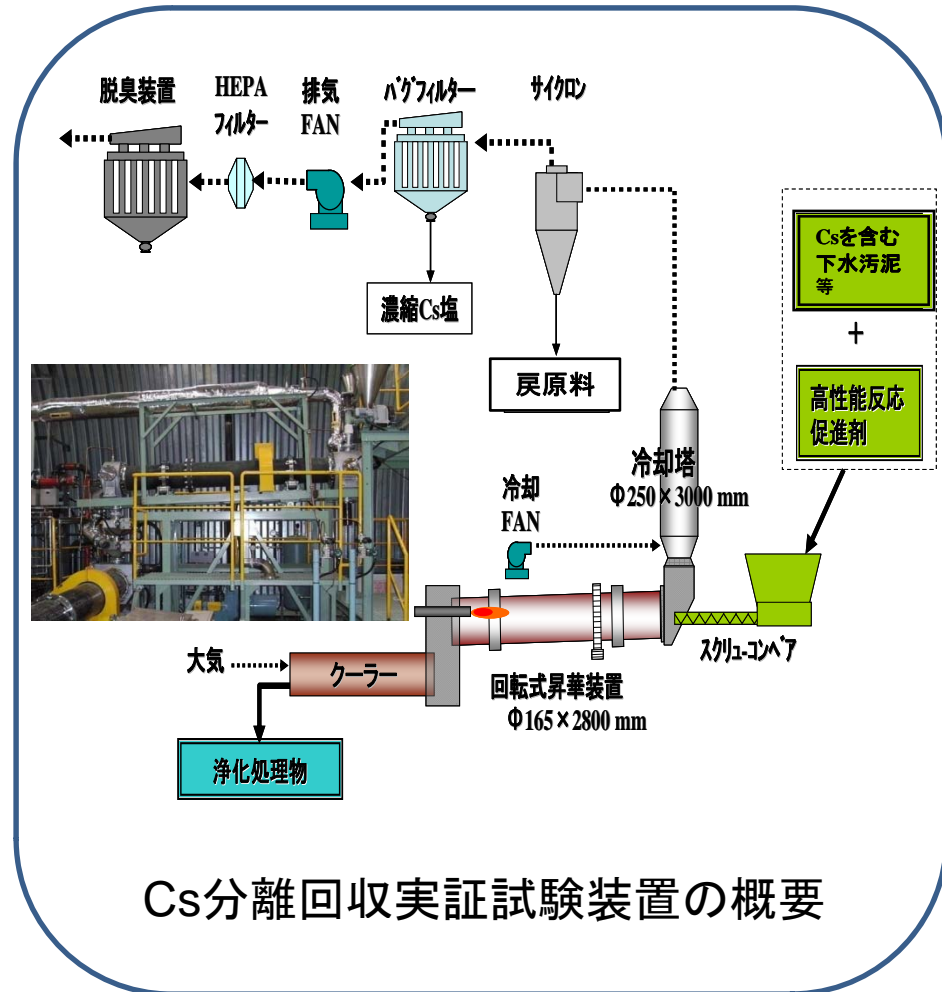 脱臭装置
HEPA
フィルター
排気
FAN
バグフィルター
サイクロン
Csを含む
下水汚泥
等
+
高性能反応
促進剤
濃縮Cs塩
戻原料
冷却塔
Φ250×3000 mm
冷却
FAN
スクリューコンベア
大気
クーラー
回転式昇華装置
Φ165×2800 mm
浄化処理物
Cs分離回収実証試験装置の概要